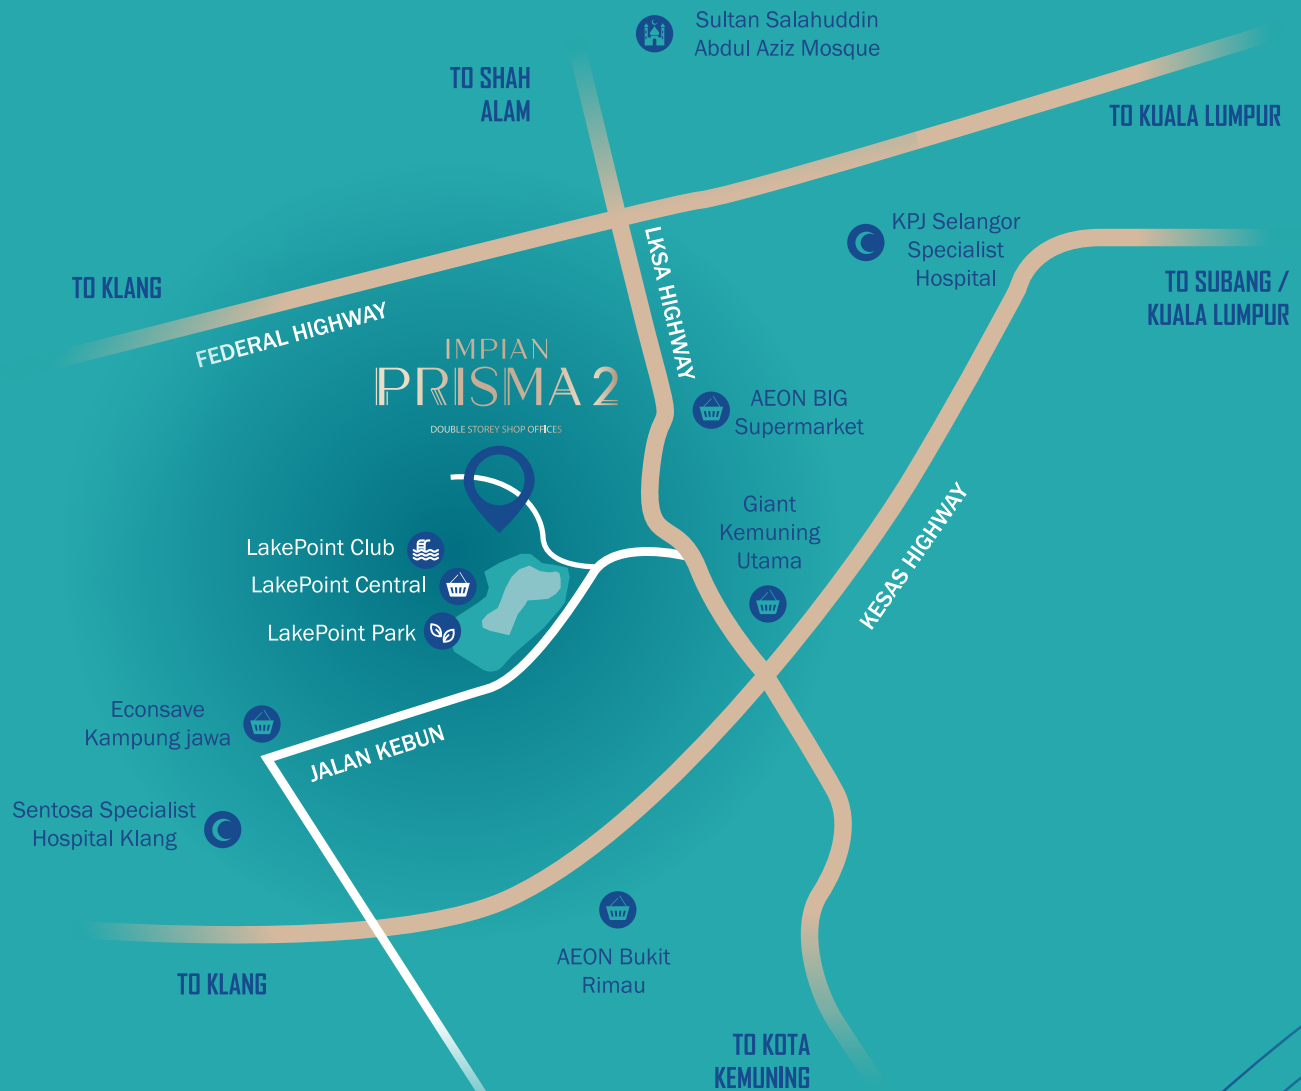 Sultan Salahuddin
Abdul Aziz Mosque
TO SHAH
ALAM
TO KUALA LUMPUR
KPJ Selangor
Specialist
Hospital
LKSA HIGHWAY
TO KLANG
TO SUBANG /
KUALA LUMPUR
FEDERAL HIGHWAY
IMPIAN
PRISMA 2
DOUBLE STOREY SHOP OFFICES
AEON BIG
Supermarket
Giant
Kemuning
Utama
KESAS HIGHWAY
LakePoint Club
LakePoint Central
LakePoint Park
Econsave
Kampung jawa
JALAN KEBUN
Sentosa Specialist
Hospital Klang
AEON Bukit
Rimau
TO KLANG
TO KOTA
KEMUNING